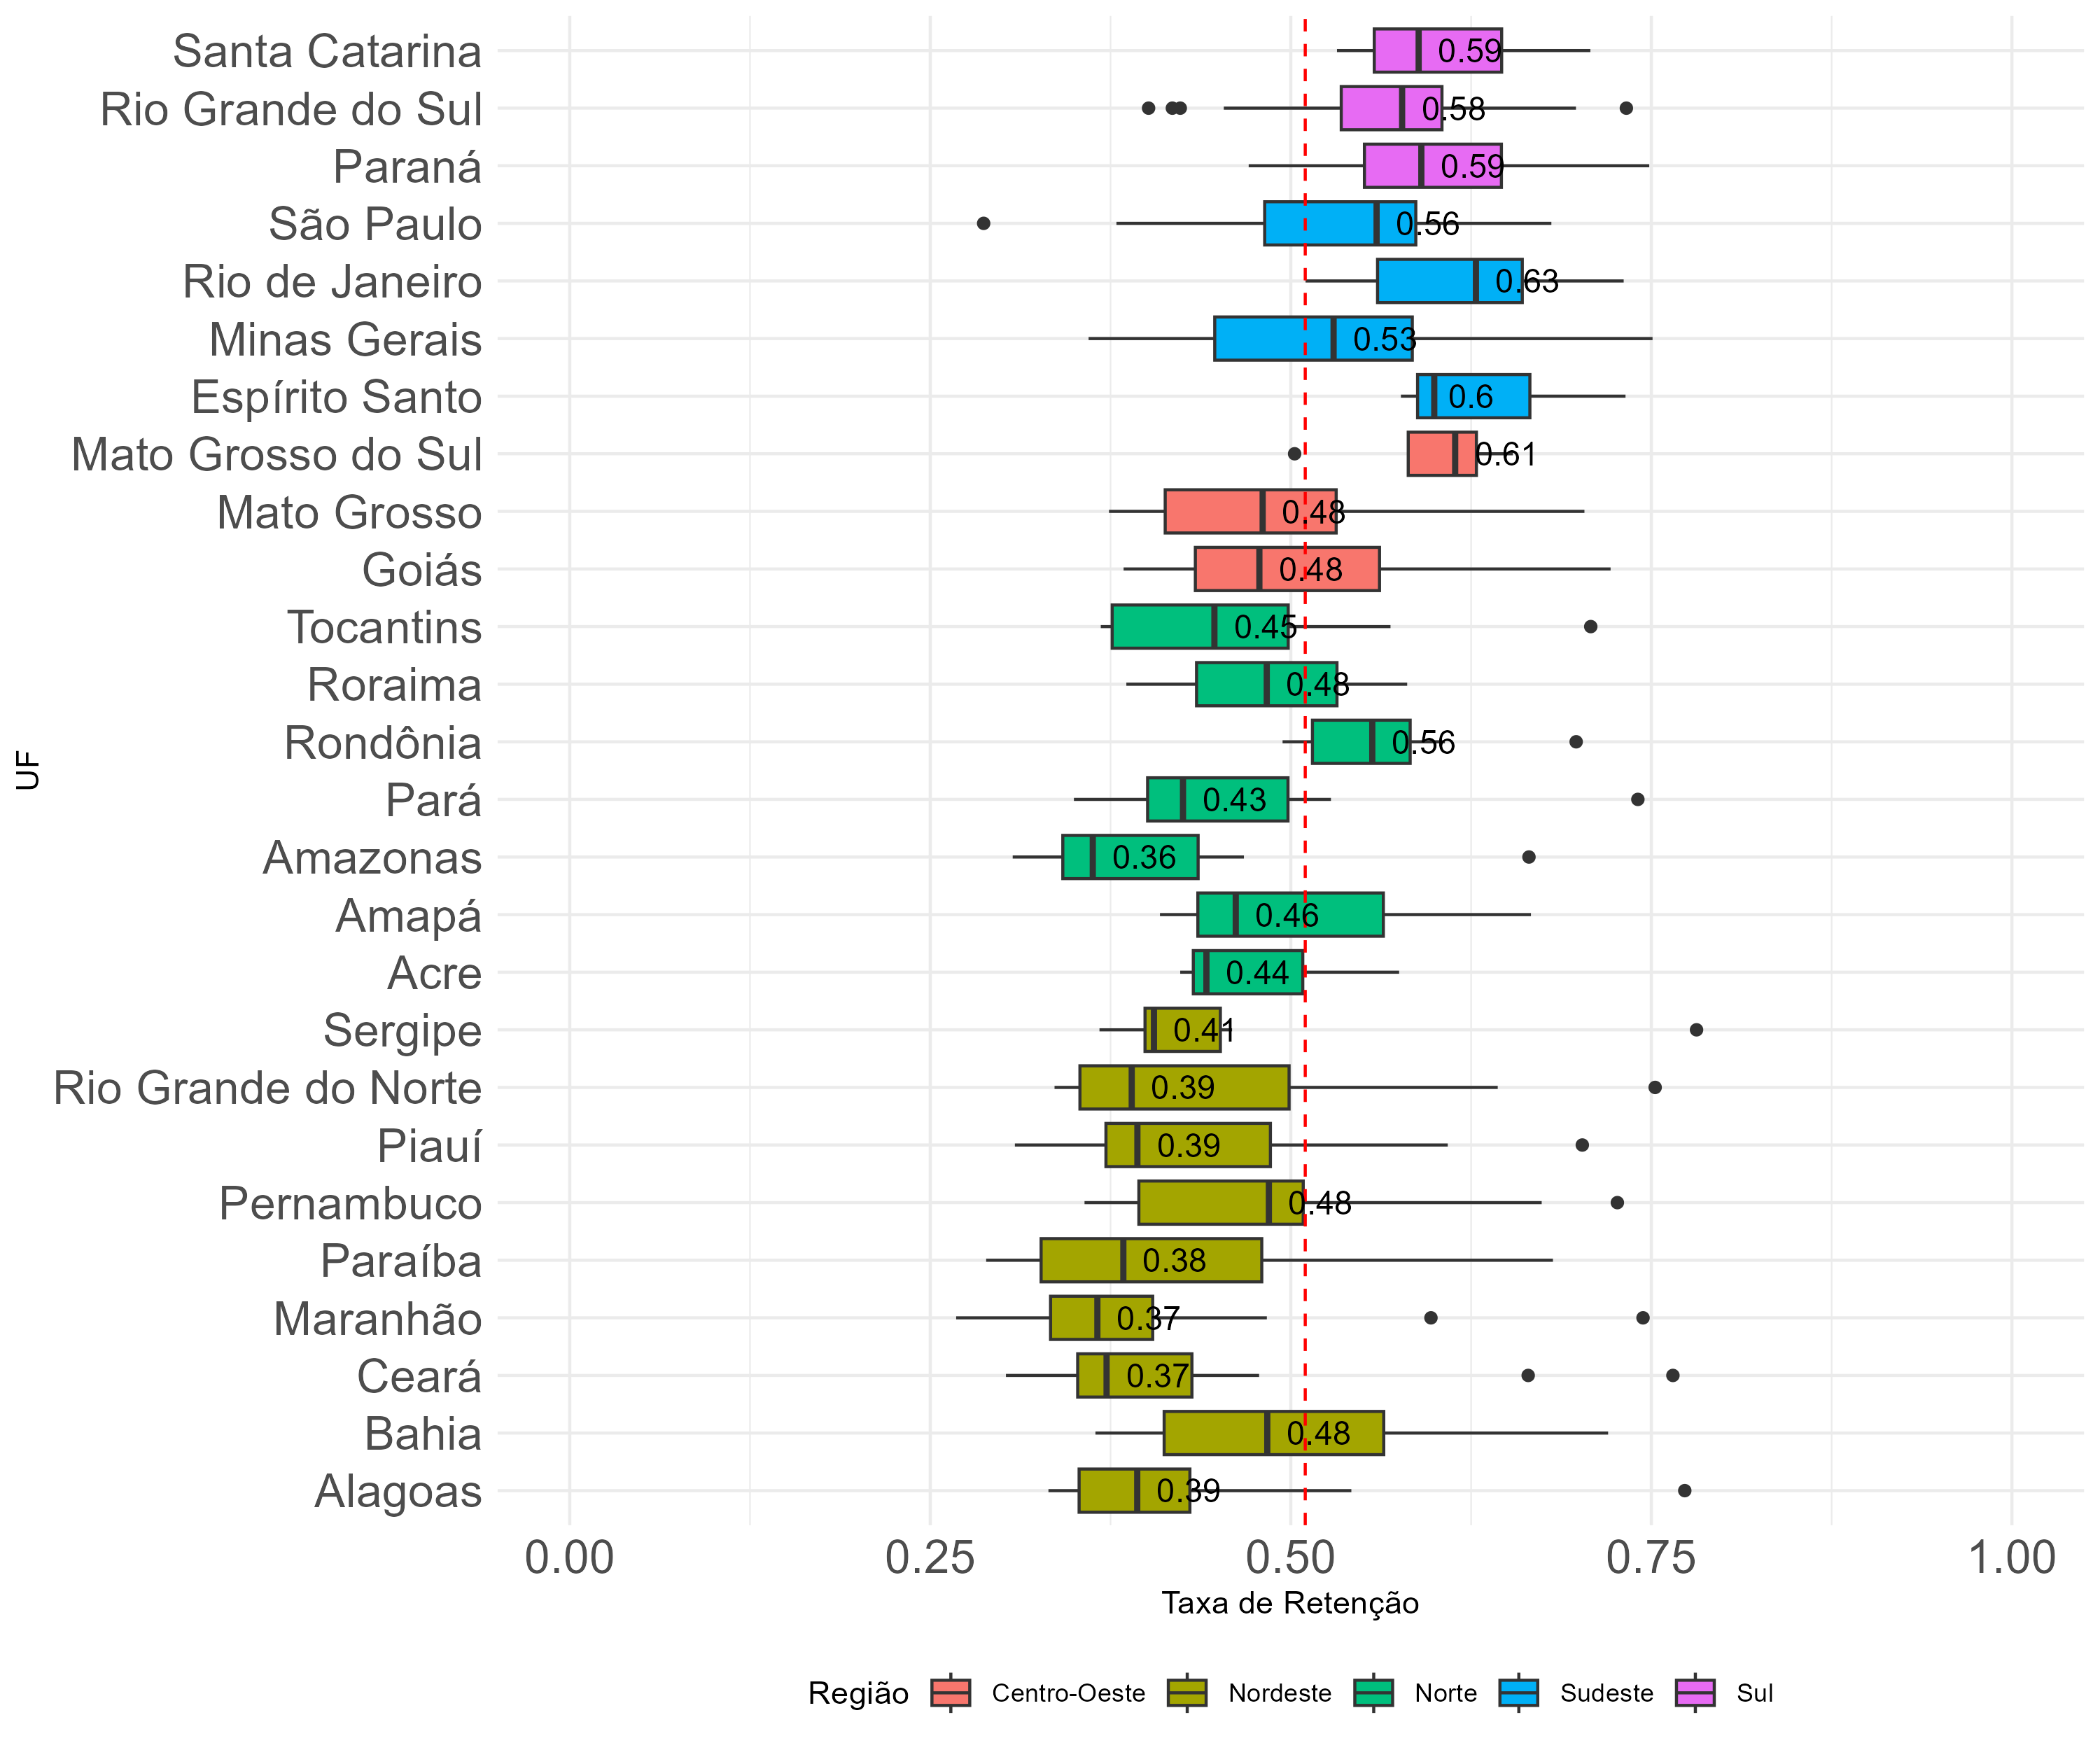 Santa Catarina 0.59
Rio Grande do Sul 0.58
Paraná 0.59
São Paulo 0.56
Rio de Janeiro 0.63
Minas Gerais 0.53
Espírito Santo 0.6
Mato Grosso do Sul 0.61
Mato Grosso 0.48
Goiás 0.48
Tocantins 0.45
Roraima 0.48
Rondônia 0.56
Pará 0.43
Amazonas 0.36
Amapá 0.46
Acre 0.44
Sergipe 0.41
Rio Grande do Norte 0.39
Piauí 0.39
Pernambuco 0.48
Paraíba 0.38
Maranhão 0.37
Ceará 0.37
Bahia 0.48
Alagoas 0.39
UF
0.00 0.25 0.50 0.75 1.00
Taxa de Retenção
Região Centro-Oeste Nordeste Norte Sudeste Sul